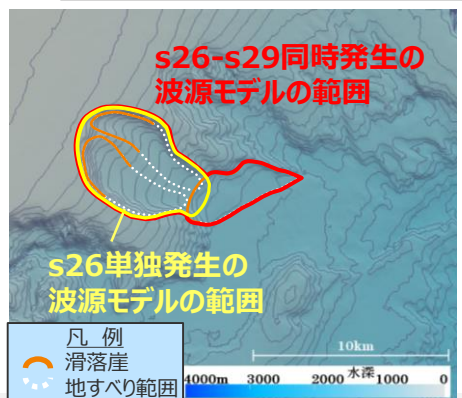 s26-s29同時発生の
波源モデルの範囲
s26単独発生の
波源モデルの範囲
凡 例
滑落崖
地すべり範囲
10km
4000m 3000 2000 水深 1000 0